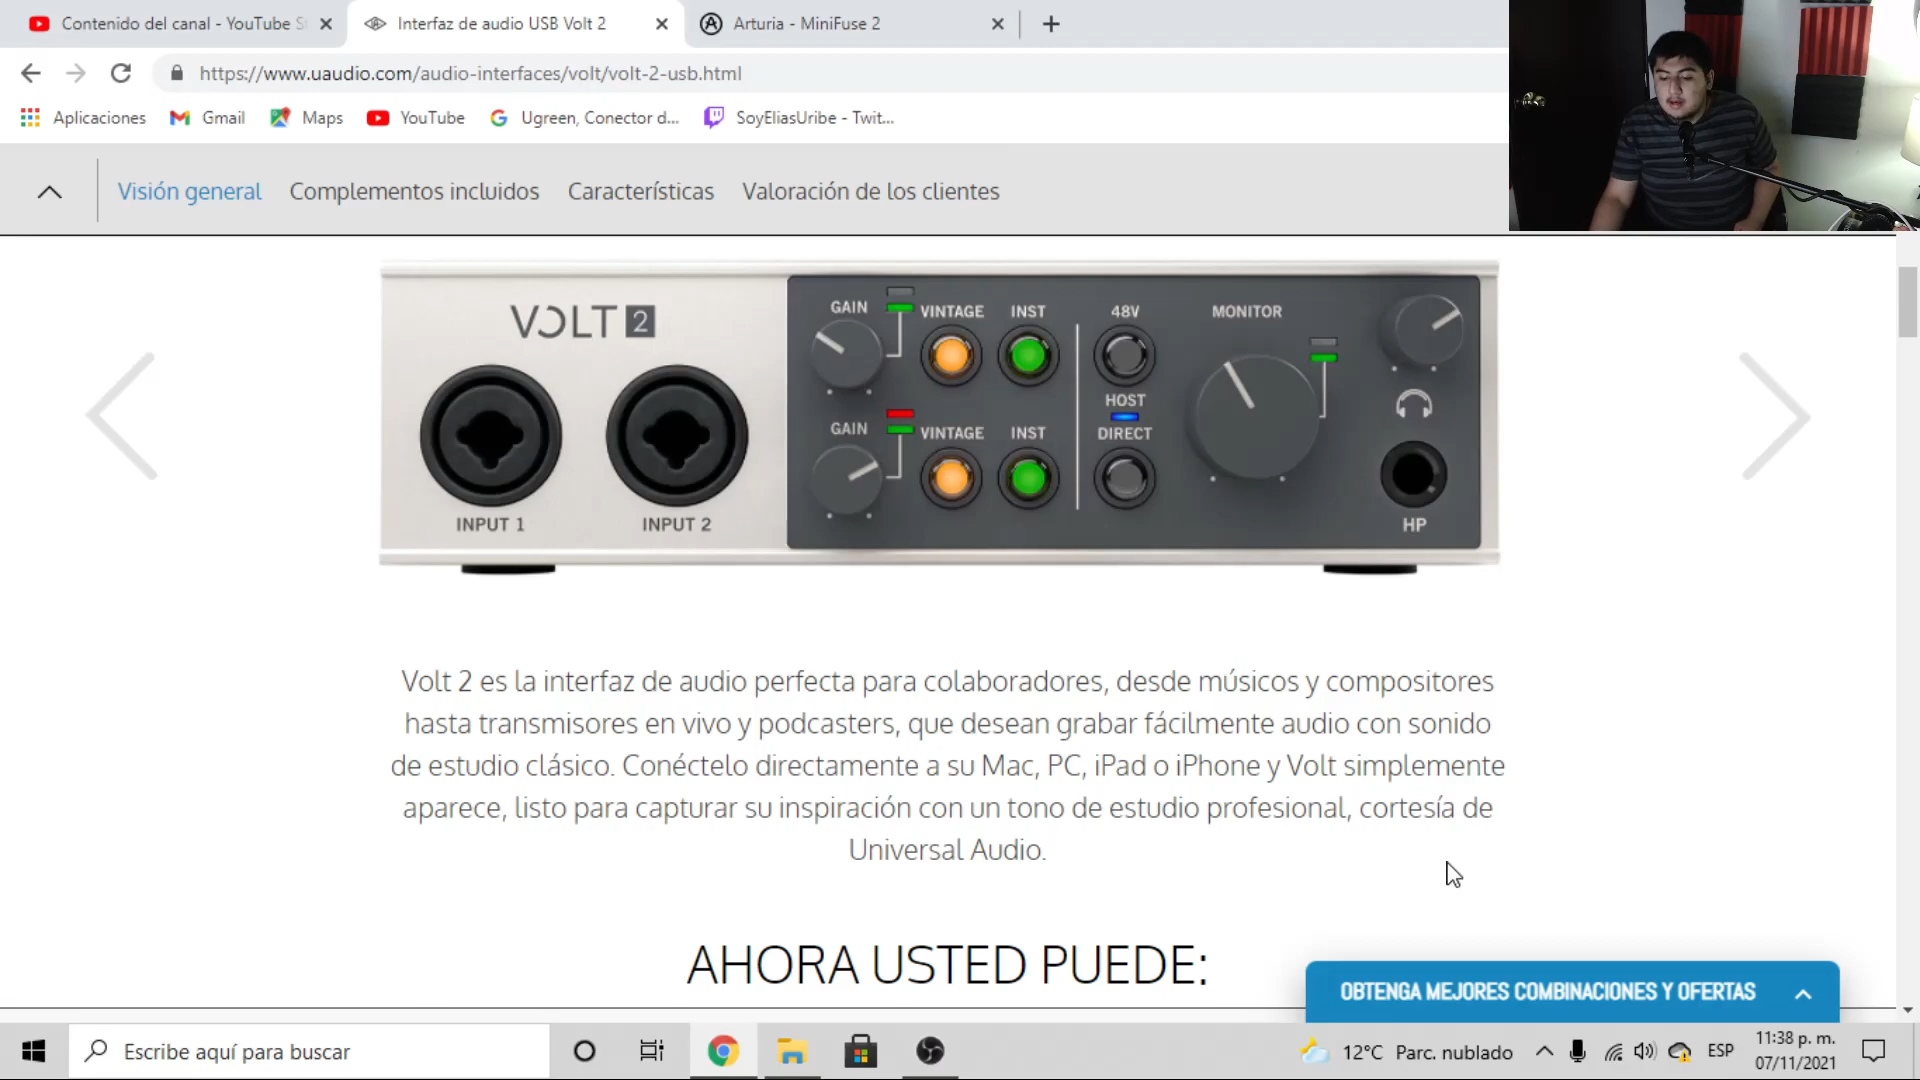 Contenido del canal - YouTube S
Interfaz de audio USB Volt 2
Arturia - MiniFuse 2
https://www.uaudio.com/audio-interfaces/volt/volt-2-usb.html
Aplicaciones
Gmail
Maps
YouTube
Ugreen, Conector d...
SoyEliasUribe - Twit...
Visión general
Complementos incluidos
Características
Valoración de los clientes
VOLT 2
GAIN
VINTAGE
INST
48V
MONITOR
HOST
DIRECT
GAIN
VINTAGE
INST
INPUT 1
INPUT 2
HP
Volt 2 es la interfaz de audio perfecta para colaboradores, desde músicos y compositores
hasta transmisores en vivo y podcasters, que desean grabar fácilmente audio con sonido
de estudio clásico. Conéctelo directamente a su Mac, PC, iPad o iPhone y Volt simplemente
aparece, listo para capturar su inspiración con un tono de estudio profesional, cortesía de
Universal Audio.
AHORA USTED PUEDE:
OBTENGA MEJORES COMBINACIONES Y OFERTAS
Escribe aquí para buscar
12°C Parc. nublado
ESP
11:38 p. m.
07/11/2021